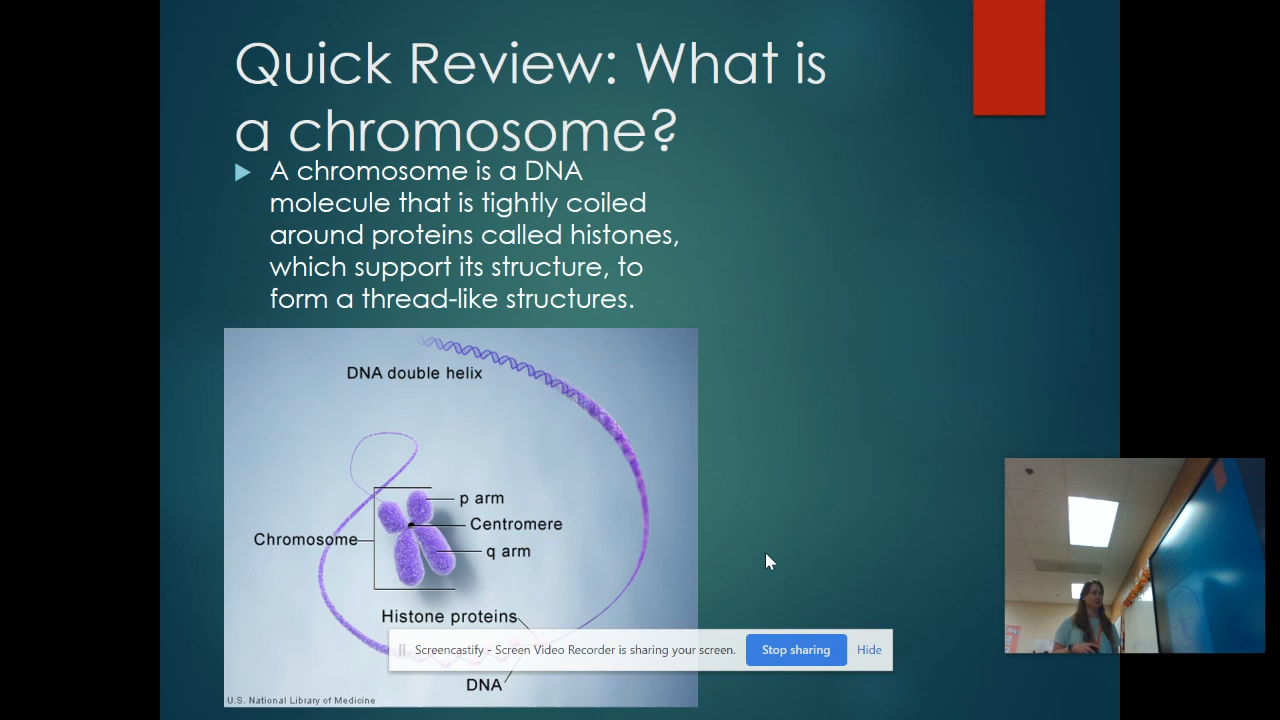 Quick Review: What is
a chromosome?
A chromosome is a DNA
molecule that is tightly coiled
around proteins called histones,
which support its structure, to
form a thread-like structures.
DNA double helix
p arm
Centromere
Chromosome
q arm
Histone proteins
Screencastify - Screen Video Recorder is sharing your screen.
Stop sharing
Hide
DNA
U.S. National Library of Medicine